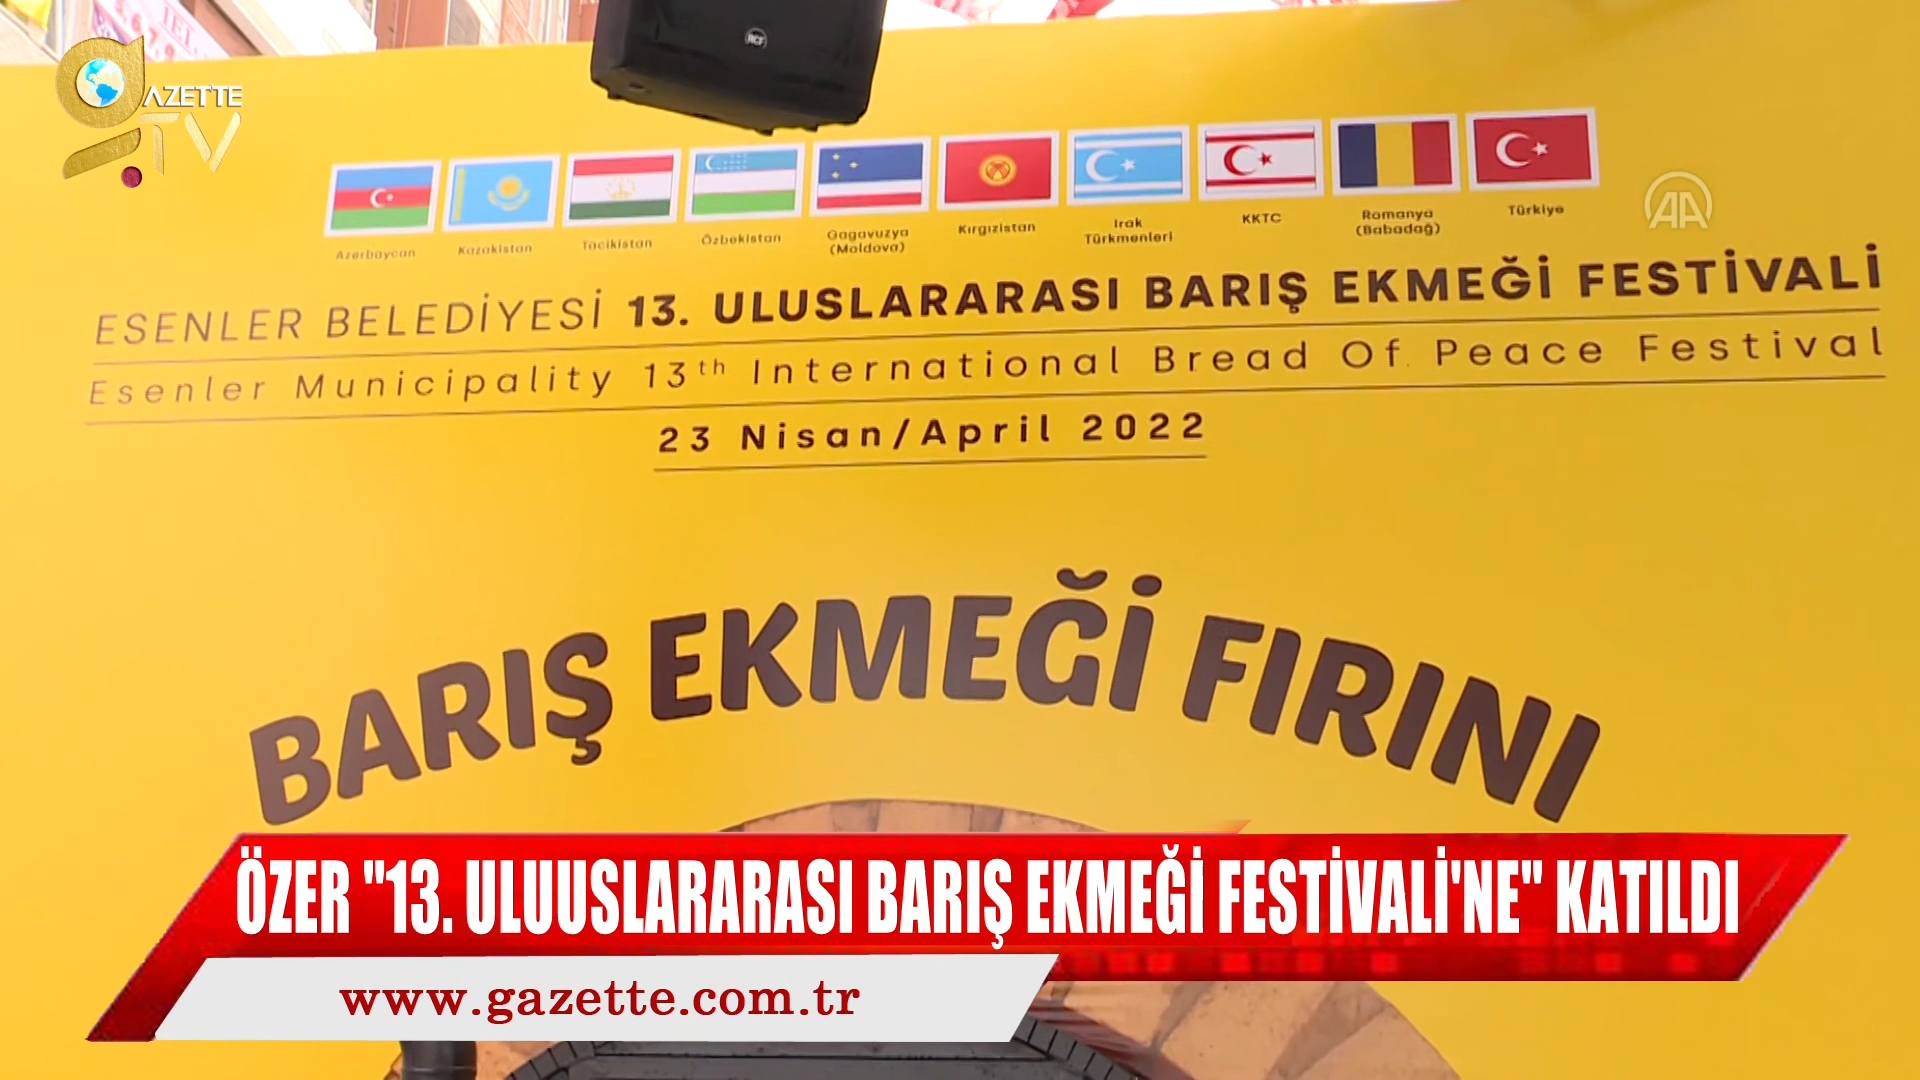 GAZETTE
TV
RCF
AA
Azerbaycan
Kazakistan
Tacikistan
Özbekistan
Gagavuzya
(Moldova)
Kırgızistan
Irak
Türkmenleri
KKTC
Romanya
(Babadağ)
Türkiye
ESENLER BELEDİYESİ 13. ULUSLARARASI BARIŞ EKMEĞİ FESTİVALİ
Esenler Municipality 13th International Bread Of Peace Festival
23 Nisan/April 2022
BARIŞ EKMEĞİ FIRINI
ÖZER "13. ULUUSLARARASI BARIŞ EKMEĞİ FESTİVALİ'NE" KATILDI
www.gazette.com.tr